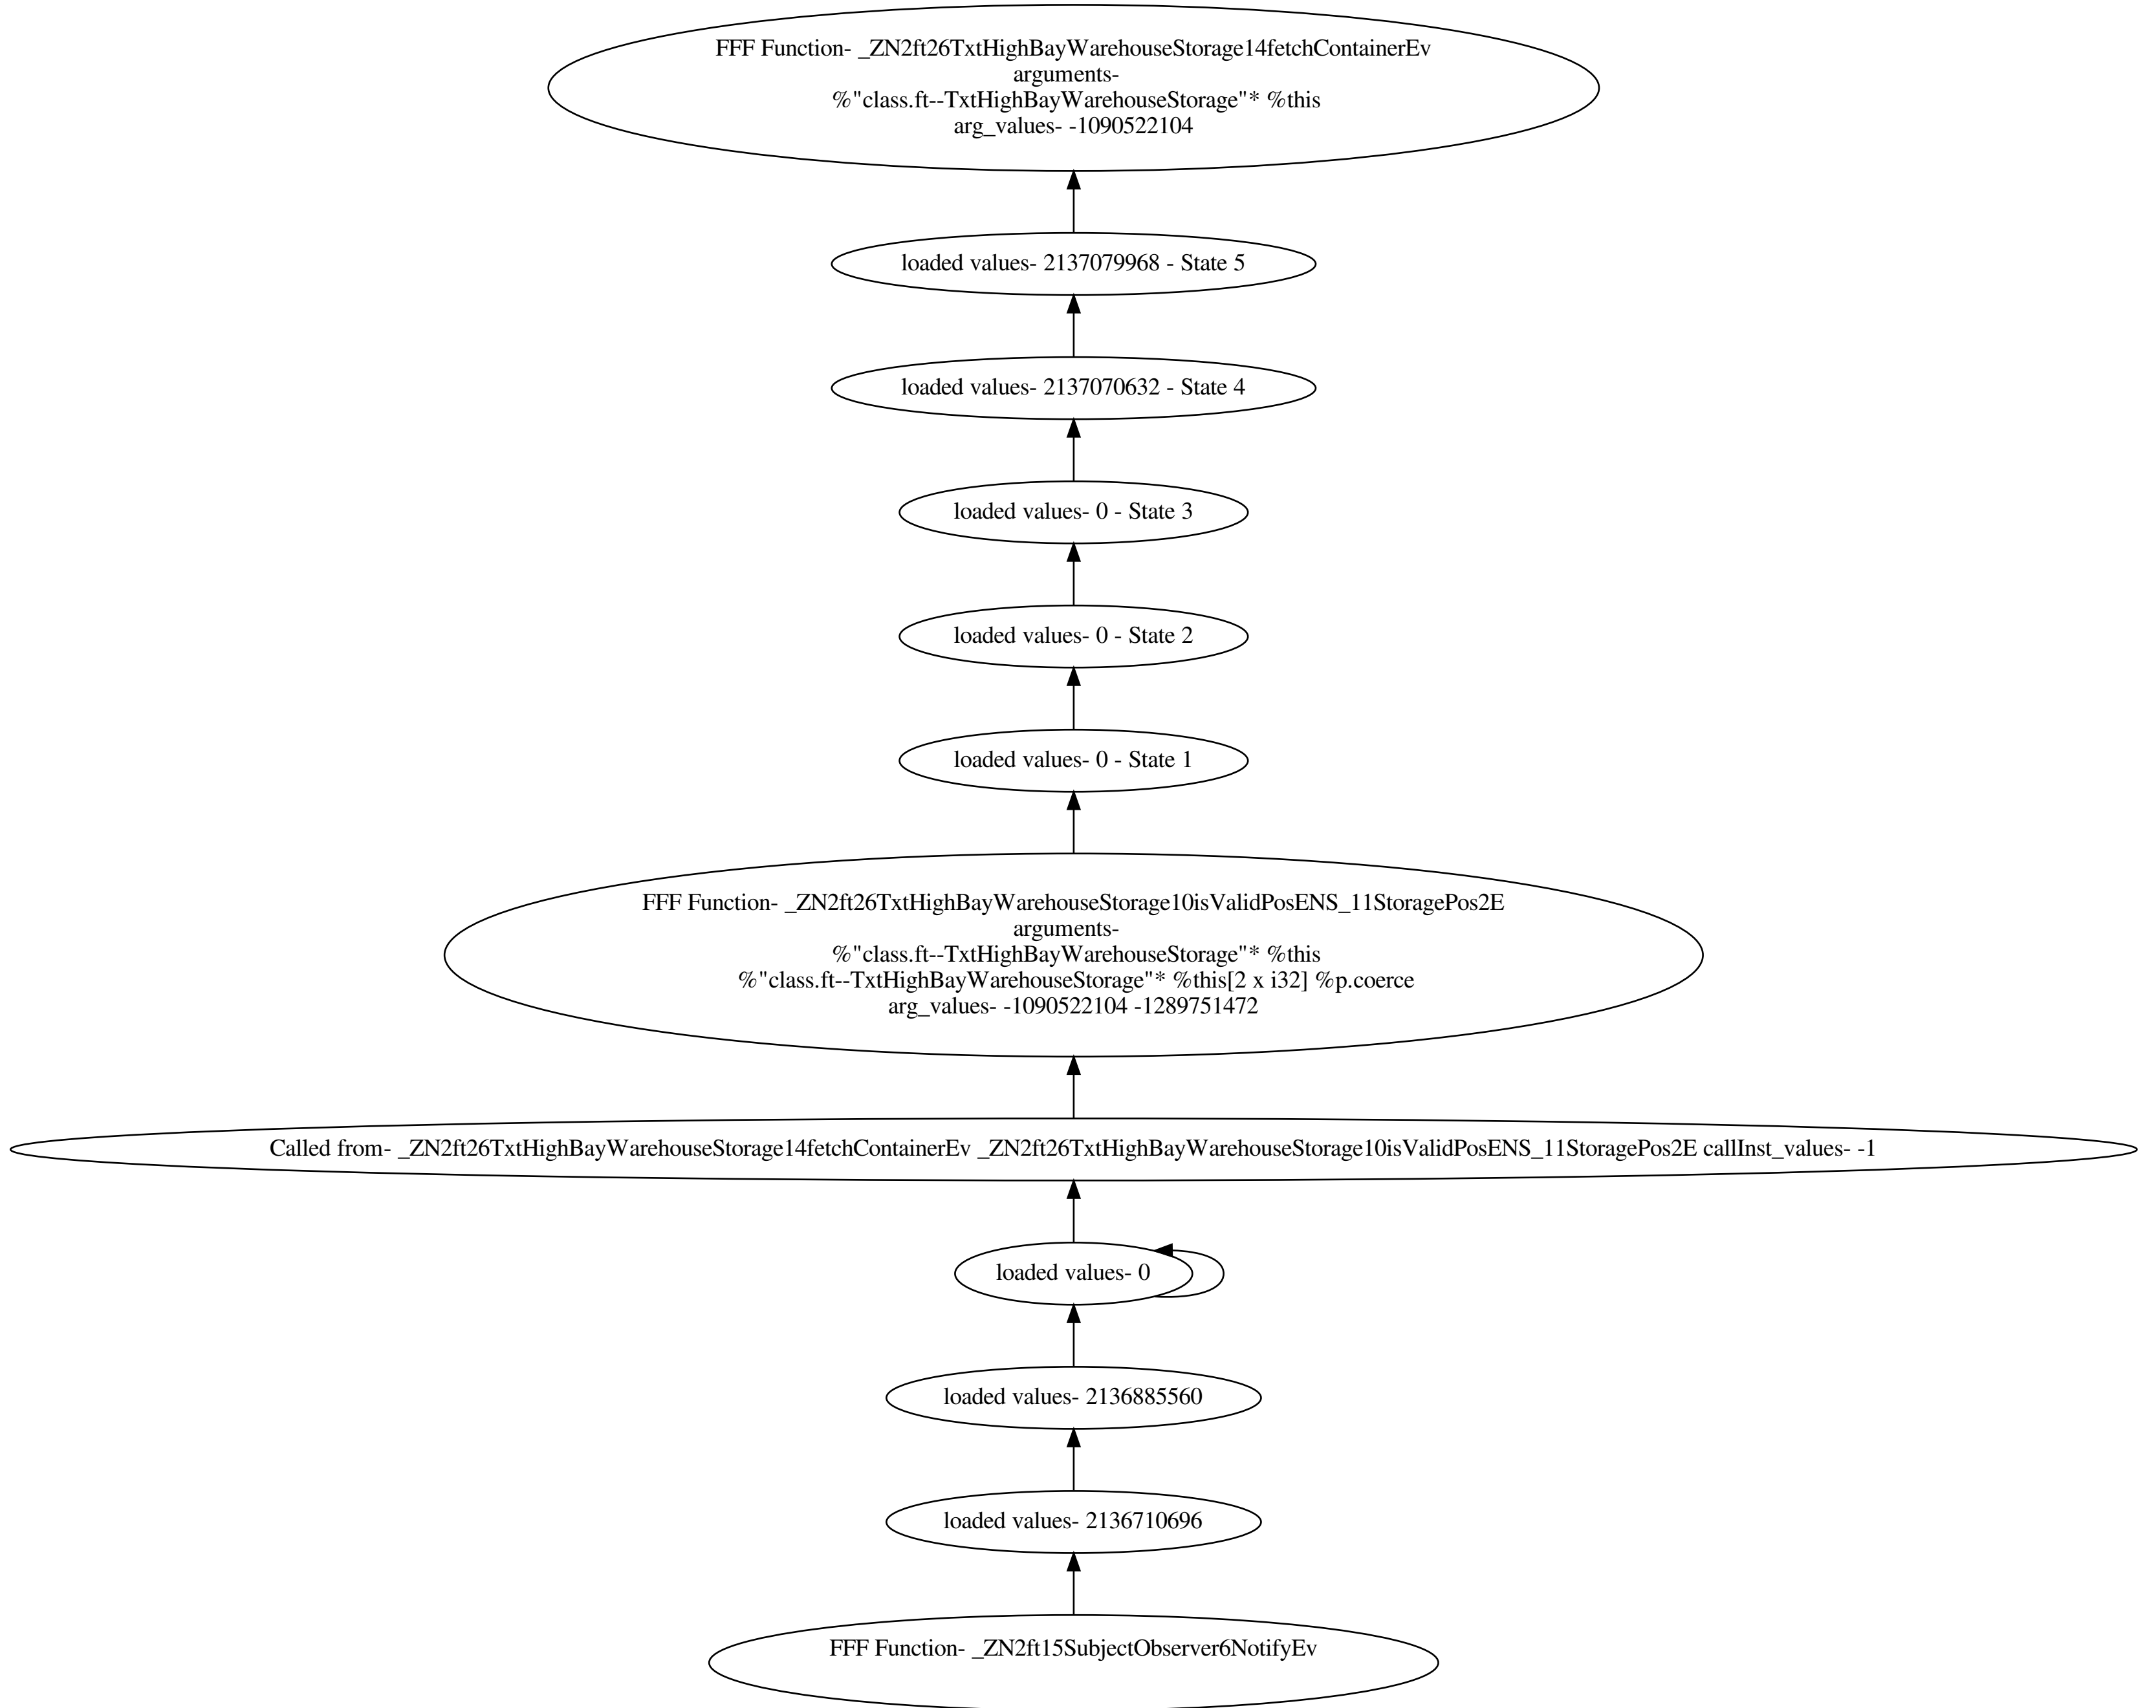 FFF Function- _ZN2ft26TxtHighBayWarehouseStorage14fetchContainerEv
arguments-
%"class.ft--TxtHighBayWarehouseStorage"* %this
arg_values- -1090522104
loaded values- 2137079968 - State 5
loaded values- 2137070632 - State 4
loaded values- 0 - State 3
loaded values- 0 - State 2
loaded values- 0 - State 1
FFF Function- _ZN2ft26TxtHighBayWarehouseStorage10isValidPosENS_11StoragePos2E
arguments-
%"class.ft--TxtHighBayWarehouseStorage"* %this
%"class.ft--TxtHighBayWarehouseStorage"* %this[2 x i32] %p.coerce
arg_values- -1090522104 -1289751472
Called from- _ZN2ft26TxtHighBayWarehouseStorage14fetchContainerEv _ZN2ft26TxtHighBayWarehouseStorage10isValidPosENS_11StoragePos2E callInst_values- -1
loaded values- 0
loaded values- 2136885560
loaded values- 2136710696
FFF Function- _ZN2ft15SubjectObserver6NotifyEv